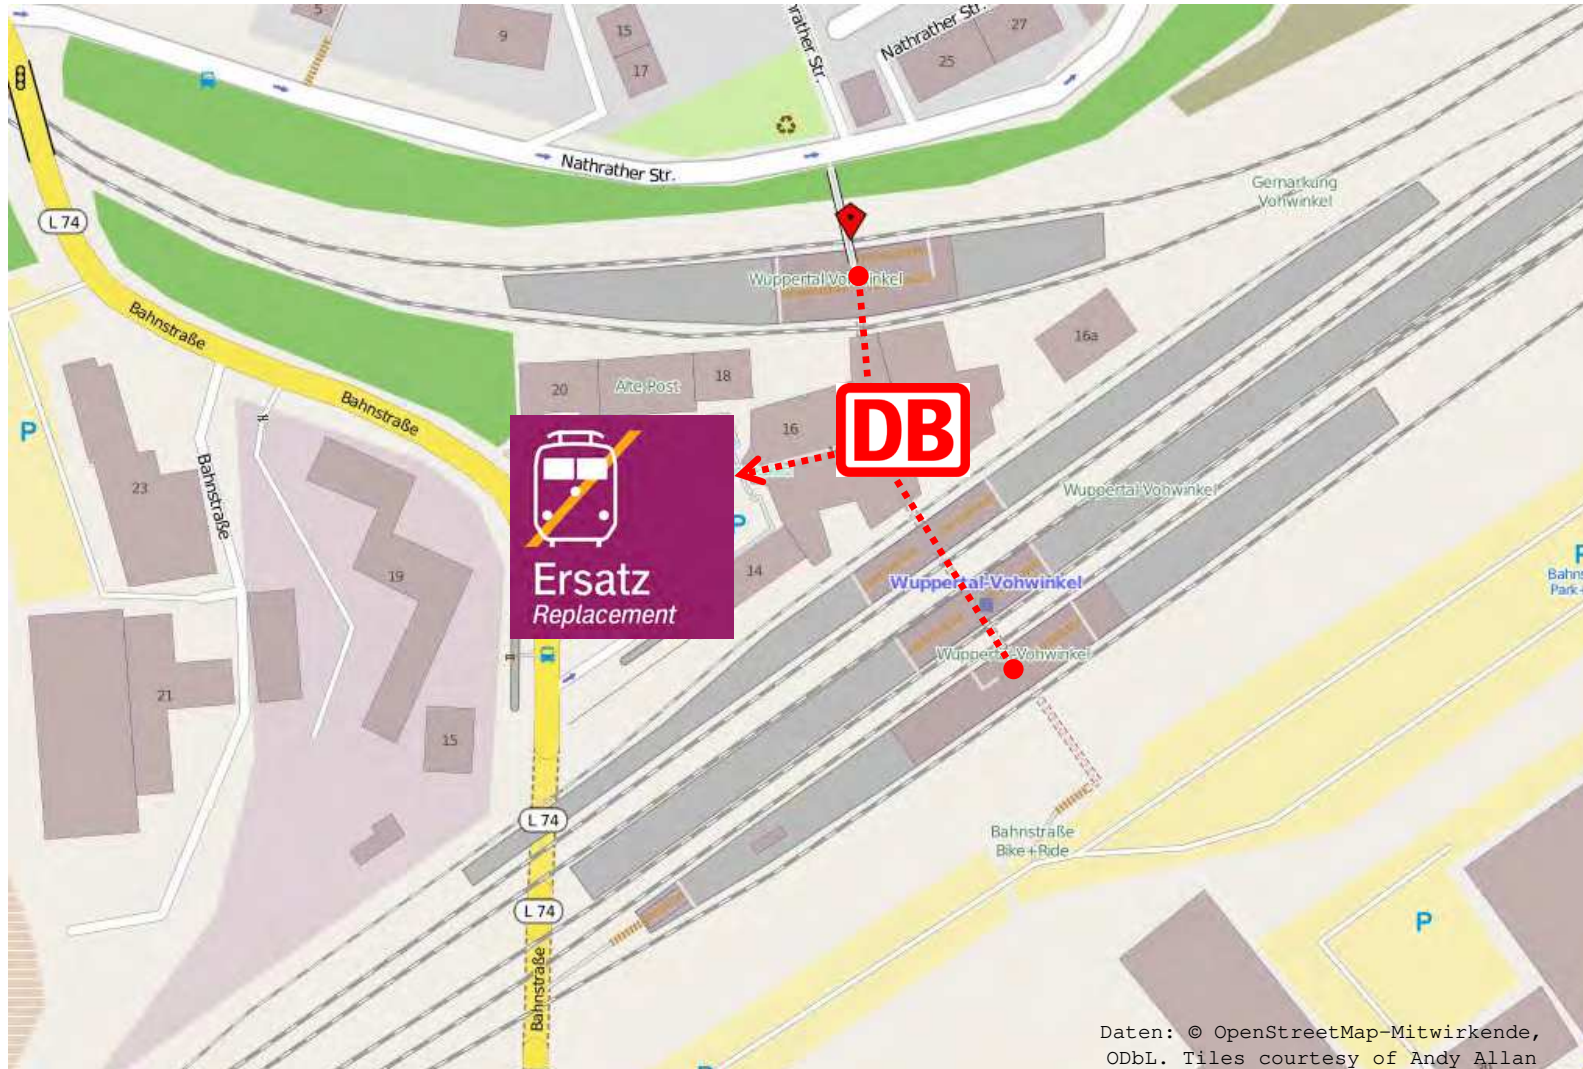 5
9
15
17
Nathrather Str.
27
25
Nathrather Str.
L 74
Gemarkung
Vohwinkel
Wuppertal-Vohwinkel
Bahnstraße
16a
20
Alte Post
18
Bahnstraße
P
16
DB
23
Bahnstraße
Wuppertal-Vohwinkel
P
19
14
Ersatz
Replacement
Wuppertal-Vohwinkel
P
Wuppertal-Vohwinkel
21
15
L 74
Bahnstraße
Bike+Ride
L 74
P
Bahnstraße
P
Daten: © OpenStreetMap-Mitwirkende,
ODbL. Tiles courtesy of Andy Allan